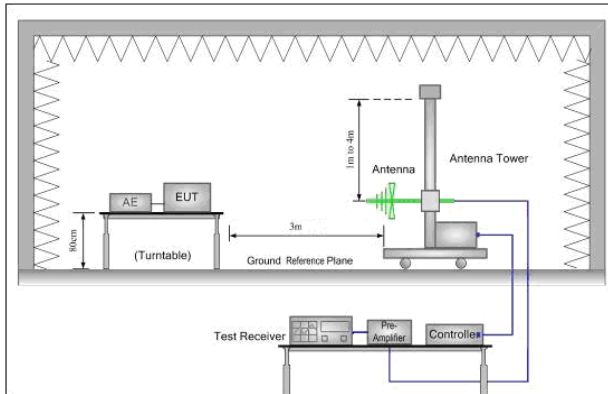 1m to 4m
Antenna
Antenna Tower
AE
EUT
80cm
(Turntable)
3m
Ground Reference Plane
Test Receiver
Pre-
Amplifier
Controller